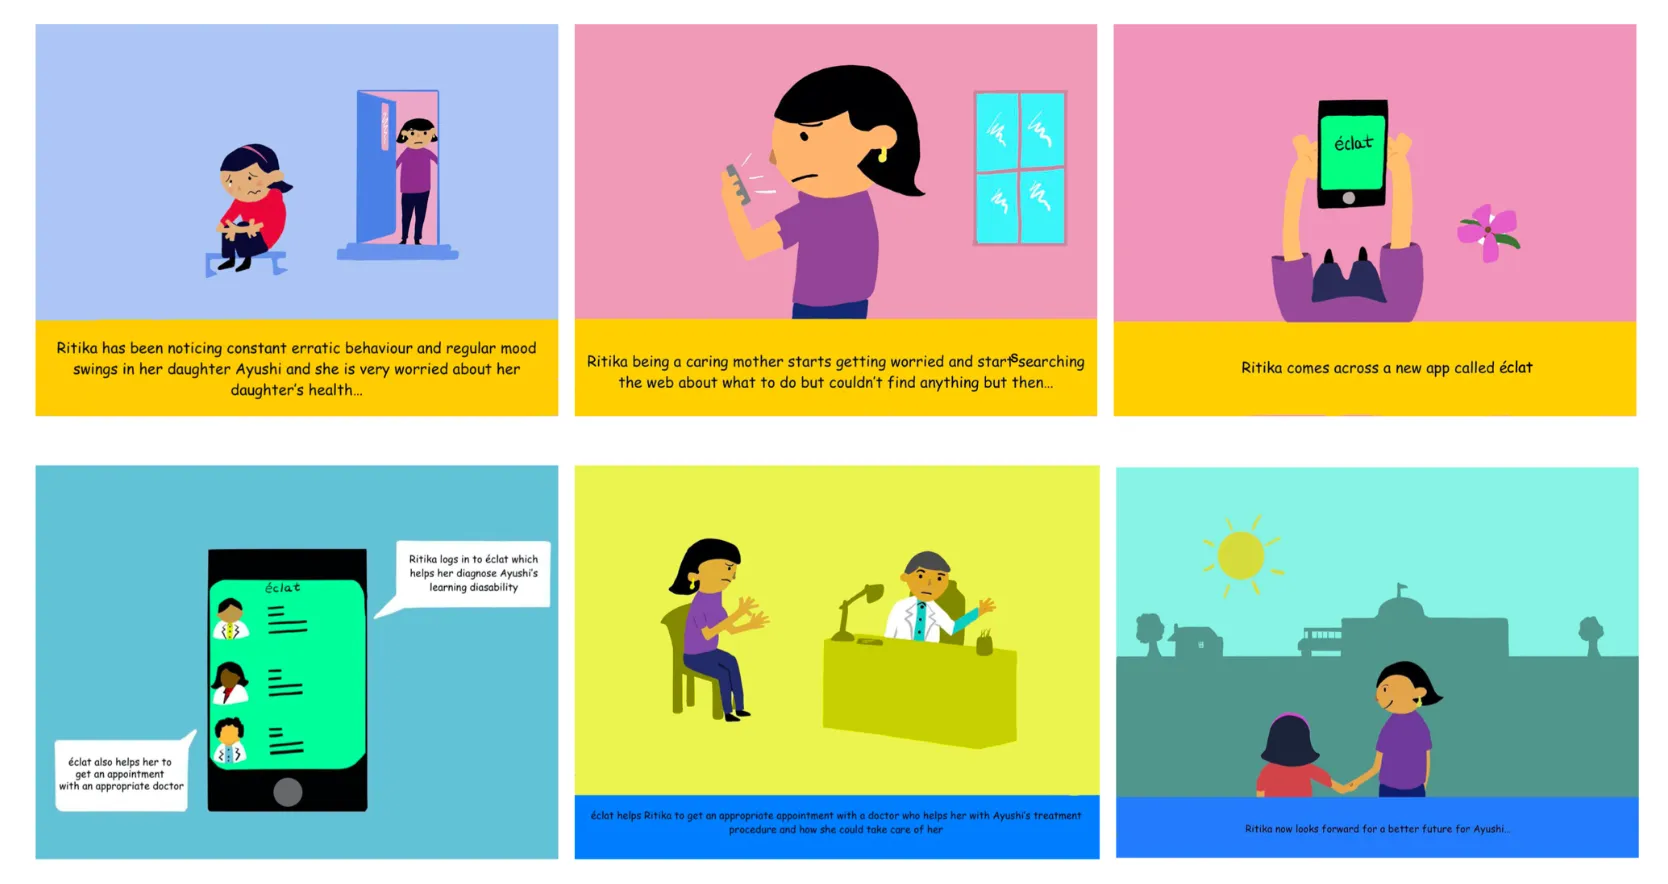 Ritika has been noticing constant erratic behaviour and regular mood
swings in her daughter Ayushi and she is very worried about her
daughter's health...
Ritika being a caring mother starts getting worried and startssearching
the web about what to do but couldn't find anything but then...
éclat
Ritika comes across a new app called éclat
éclat
Ritika logs in to éclat which
helps her diagnose Ayushi's
learning diasability
éclat also helps her to
get an appointment
with an appropriate doctor
éclat helps Ritika to get an appropriate appointment with a doctor who helps her with Ayushi's treatment
procedure and how she could take care of her
Ritika now looks forward for a better future for Ayushi...